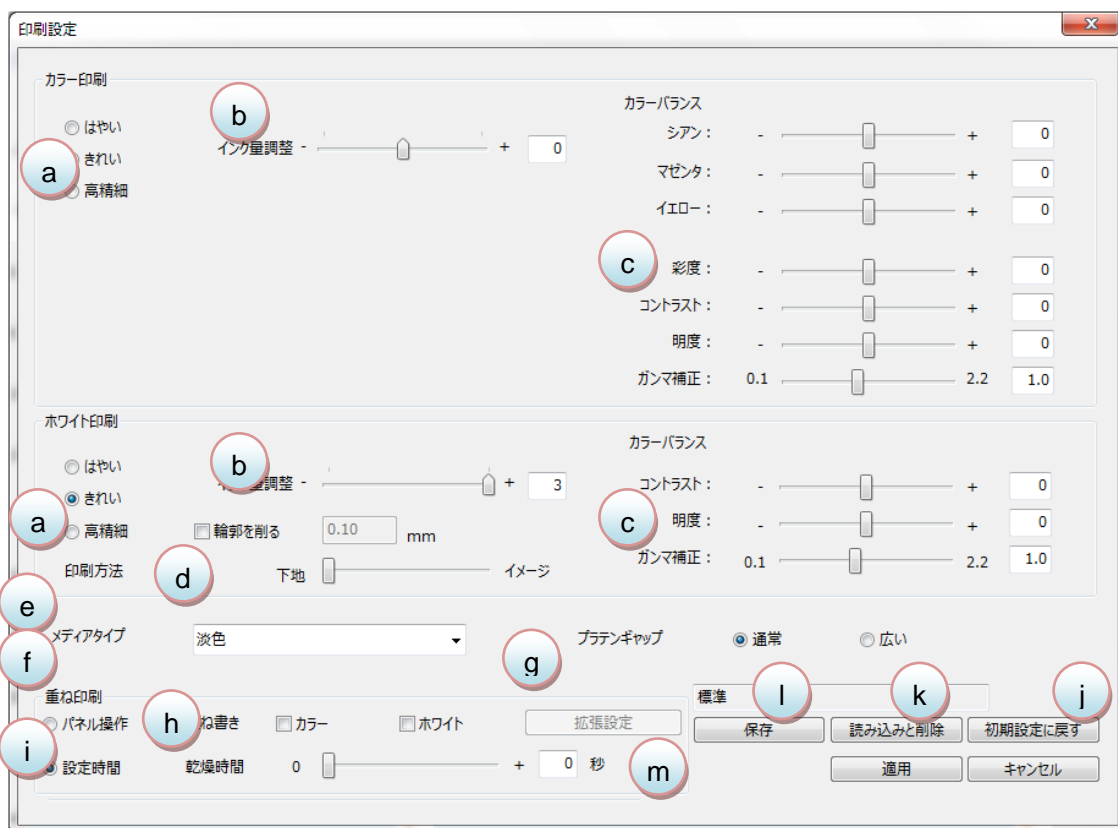 印刷設定
カラー印刷
はやい
きれい
高精細
a
b
インク量調整 - + 0
カラーバランス
シアン： - + 0
マゼンタ： - + 0
イエロー： - + 0
c
彩度： - + 0
コントラスト： - + 0
明度： - + 0
ガンマ補正： 0.1 2.2 1.0
ホワイト印刷
はやい
きれい
高精細
a
b
量調整 - + 3
輪郭を削る 0.10 mm
カラーバランス
コントラスト： - + 0
c
明度： - + 0
ガンマ補正： 0.1 2.2 1.0
印刷方法 d 下地 イメージ
e
メディアタイプ 淡色
f
g
プラテンギャップ 通常 広い
重ね印刷
パネル操作 h ね書き カラー ホワイト 拡張設定
i
設定時間 乾燥時間 0 + 0 秒 m
標準 l k j
保存 読み込みと削除 初期設定に戻す
適用 キャンセル